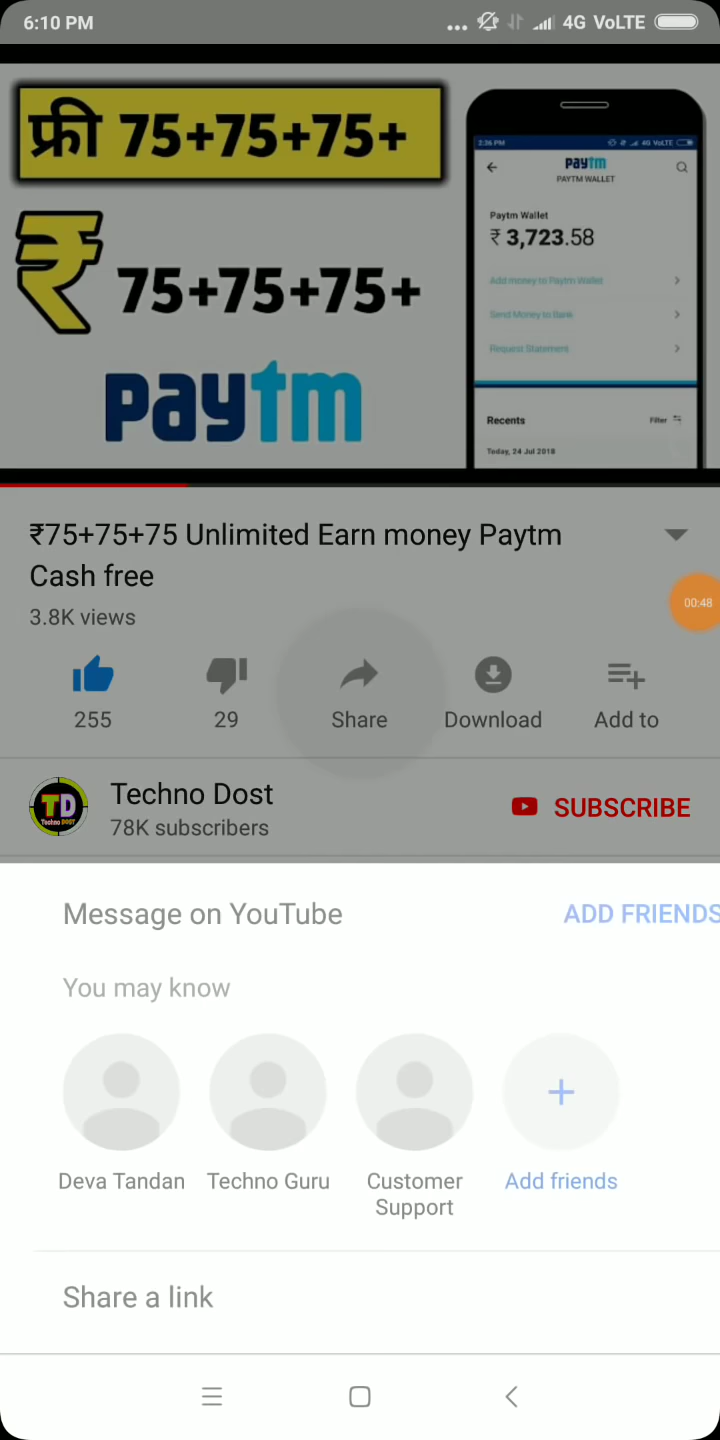 6:10 PM
... 4G VoLTE
फ्री 75+75+75+
₹ 75+75+75+
paytm
2:36 PM
4G VoLTE
paytm
PAYTM WALLET
Paytm Wallet
₹ 3,723.58
Add money to Paytm Wallet
Send Money to Bank
Request Statement
Recents
Filter
Today, 24 Jul 2018
₹75+75+75 Unlimited Earn money Paytm
Cash free
3.8K views
00:48
255
29
Share
Download
Add to
TD
Techno DOST
Techno Dost
78K subscribers
SUBSCRIBE
Message on YouTube
ADD FRIENDS
You may know
Deva Tandan
Techno Guru
Customer
Support
Add friends
Share a link